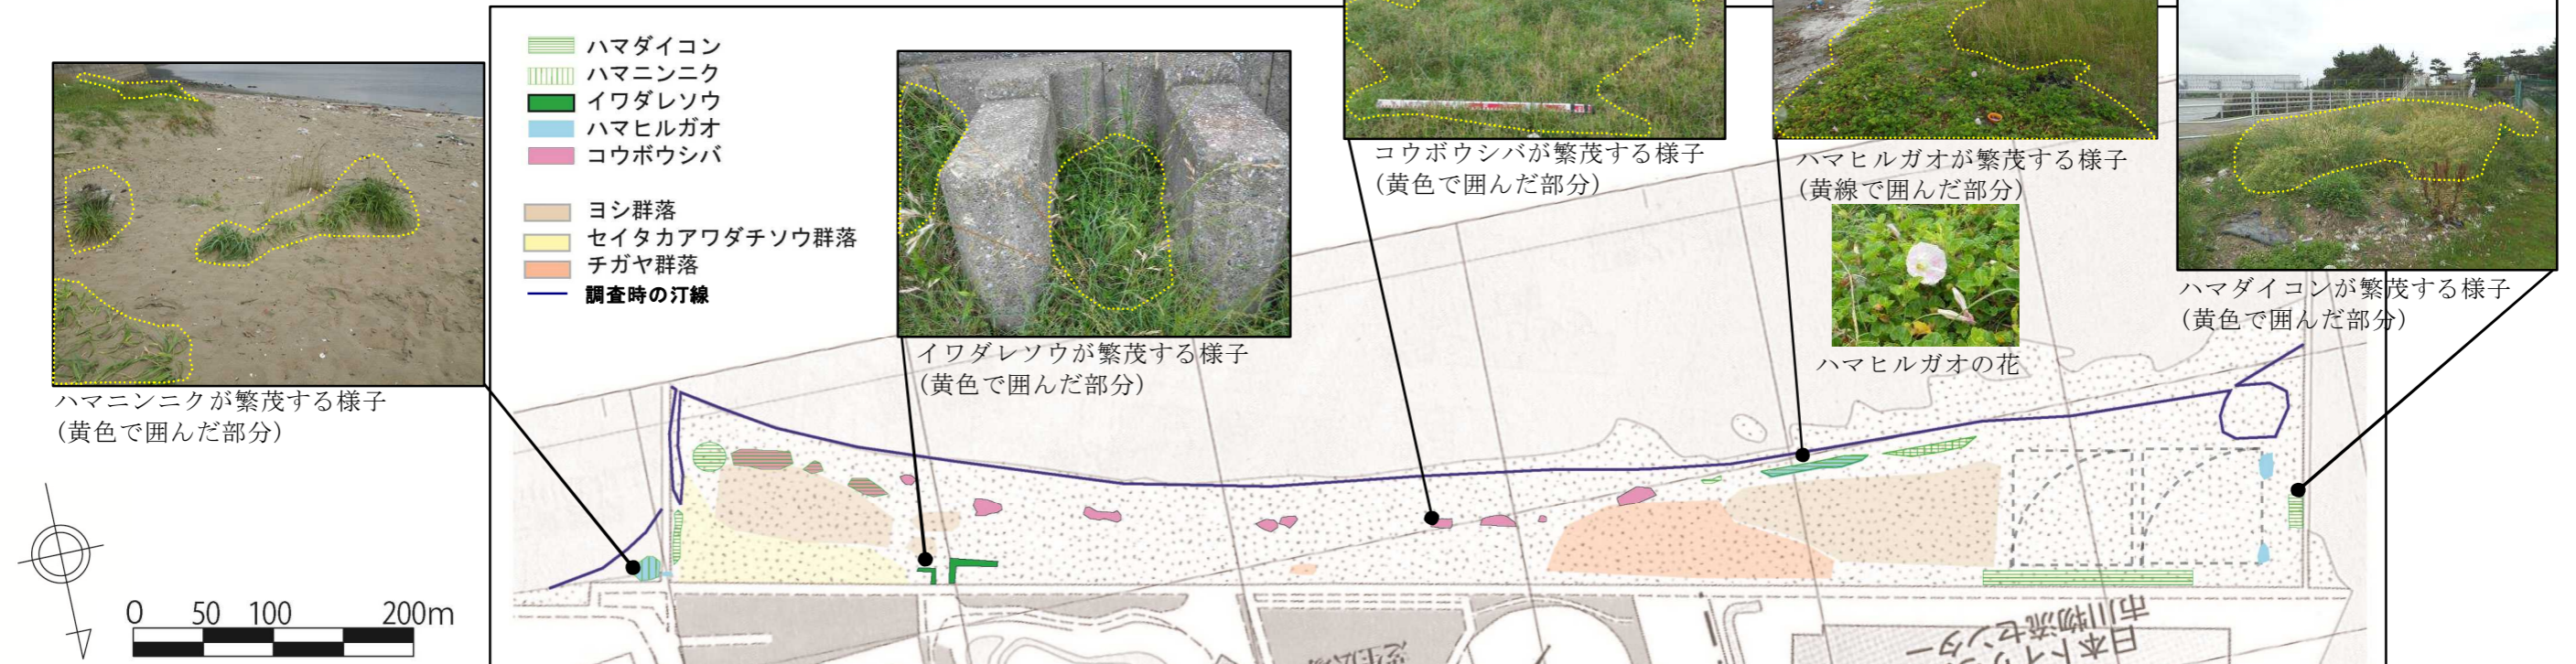 ハマダイコン
ハマニンニク
イワダレソウ
ハマヒルガオ
コウボウシバ
ヨシ群落
セイタカアワダチソウ群落
チガヤ群落
調査時の汀線
コウボウシバが繁茂する様子
(黄色で囲んだ部分)
ハマヒルガオが繁茂する様子
(黄線で囲んだ部分)
ハマダイコンが繁茂する様子
(黄色で囲んだ部分)
イワダレソウが繁茂する様子
(黄色で囲んだ部分)
ハマヒルガオの花
ハマニンニクが繁茂する様子
(黄色で囲んだ部分)
0 50 100 200m
市川物流センター